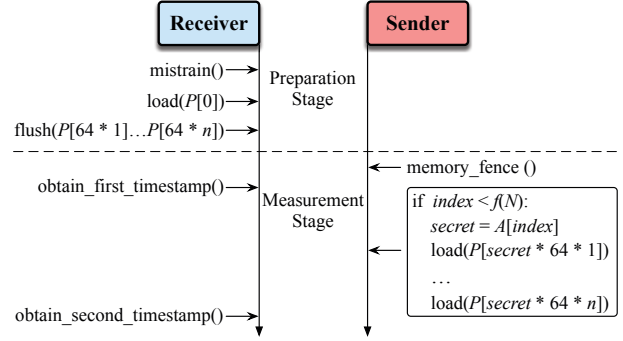 Receiver
Sender
mistrain()
load(P[0])
flush(P[64 * 1]…P[64 * n])
Preparation
Stage
memory_fence ()
obtain_first_timestamp()
Measurement
Stage
if index < f(N):
secret = A[index]
load(P[secret * 64 * 1])
…
load(P[secret * 64 * n])
obtain_second_timestamp()